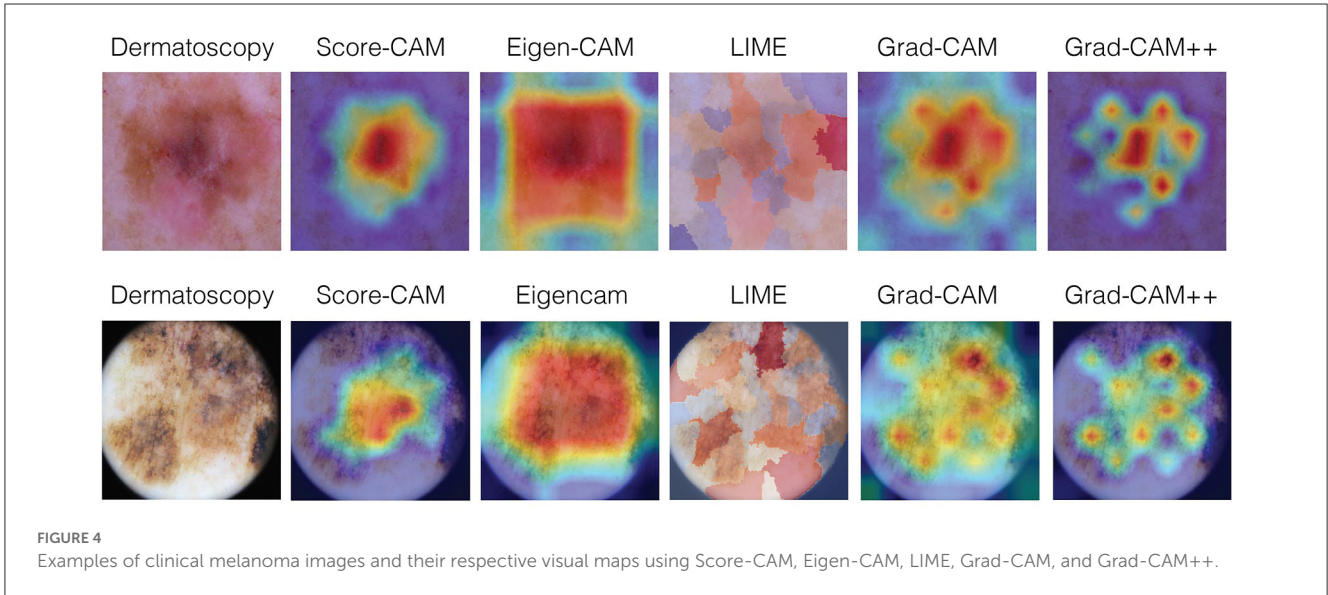 Dermatoscopy Score-CAM Eigen-CAM LIME Grad-CAM Grad-CAM++
Dermatoscopy Score-CAM Eigencam LIME Grad-CAM Grad-CAM++
FIGURE 4
Examples of clinical melanoma images and their respective visual maps using Score-CAM, Eigen-CAM, LIME, Grad-CAM, and Grad-CAM++.